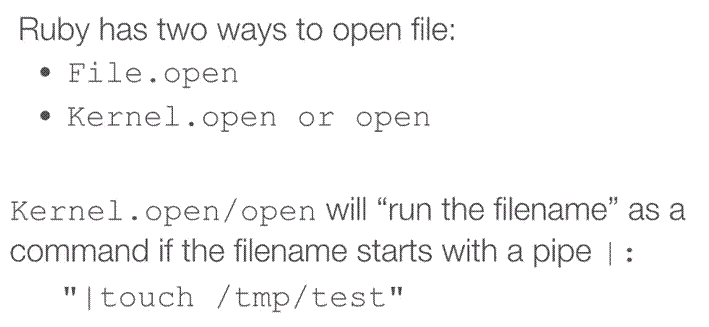 Ruby has two ways to open file:
• File.open
• Kernel.open or open
Kernel.open/open will “run the filename” as a
command if the filename starts with a pipe |:
"|touch /tmp/test"